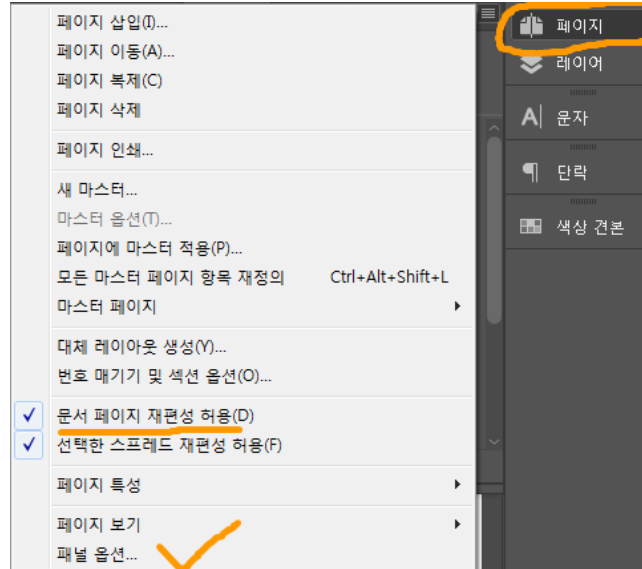 페이지 삽입(I)...
페이지 이동(A)...
페이지 복제(C)
페이지 삭제
페이지 인쇄...
새 마스터...
마스터 옵션(T)...
페이지에 마스터 적용(P)...
모든 마스터 페이지 항목 재정의 Ctrl+Alt+Shift+L
마스터 페이지
대체 레이아웃 생성(Y)...
번호 매기기 및 섹션 옵션(O)...
문서 페이지 재편성 허용(D)
선택한 스프레드 재편성 허용(F)
페이지 특성
페이지 보기
패널 옵션...
페이지
레이어
문자
단락
색상 견본